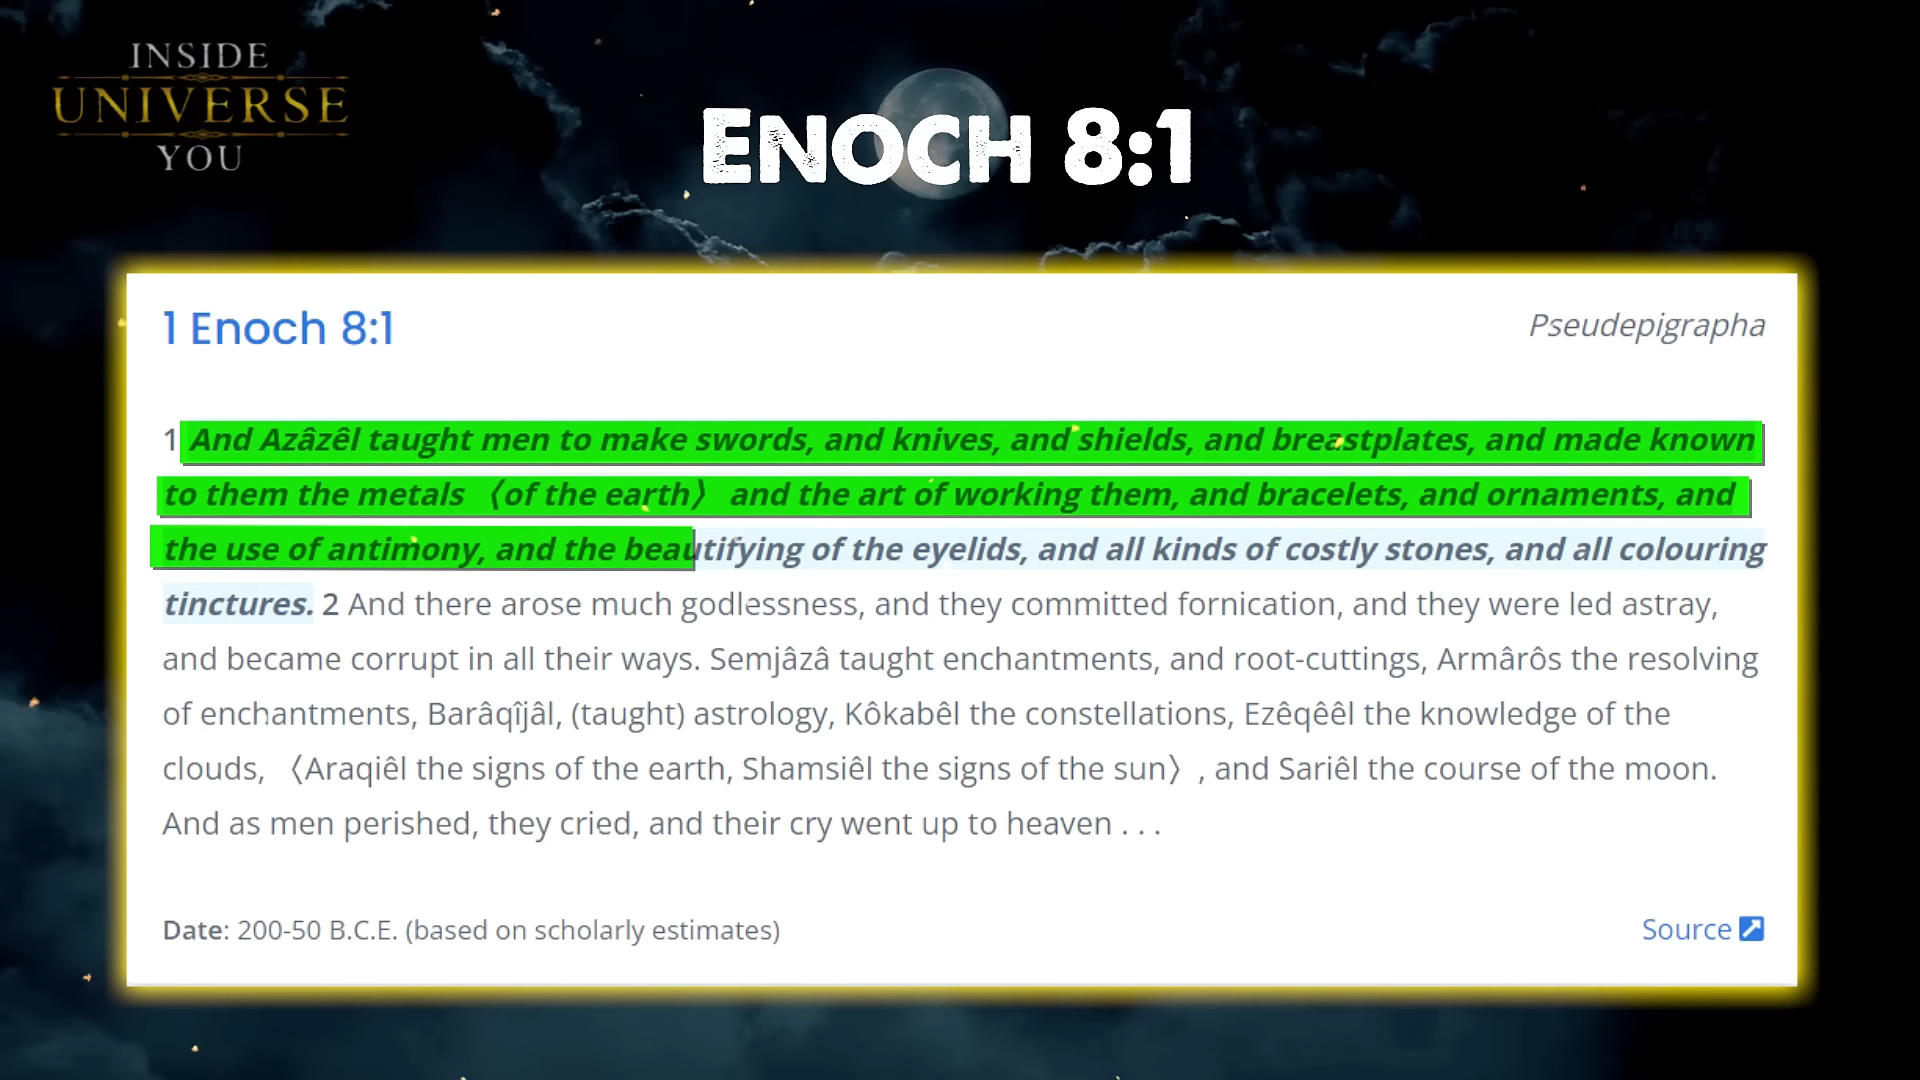 INSIDE
UNIVERSE
YOU
ENOCH 8:1
1 Enoch 8:1
Pseudepigrapha
1 And Azâzêl taught men to make swords, and knives, and shields, and breastplates, and made known
to them the metals 〈of the earth〉 and the art of working them, and bracelets, and ornaments, and
the use of antimony, and the beautifying of the eyelids, and all kinds of costly stones, and all colouring
tinctures. 2 And there arose much godlessness, and they committed fornication, and they were led astray,
and became corrupt in all their ways. Semjâzâ taught enchantments, and root-cuttings, Armârôs the resolving
of enchantments, Barâqîjâl, (taught) astrology, Kôkabêl the constellations, Ezêqêêl the knowledge of the
clouds, 〈Araqiêl the signs of the earth, Shamsiêl the signs of the sun〉, and Sariêl the course of the moon.
And as men perished, they cried, and their cry went up to heaven . . .
Date: 200-50 B.C.E. (based on scholarly estimates)
Source